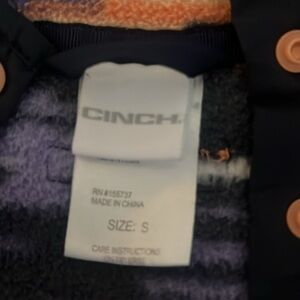 CINCH
RN #155737
MADE IN CHINA
SIZE: S
CARE INSTRUCTIONS